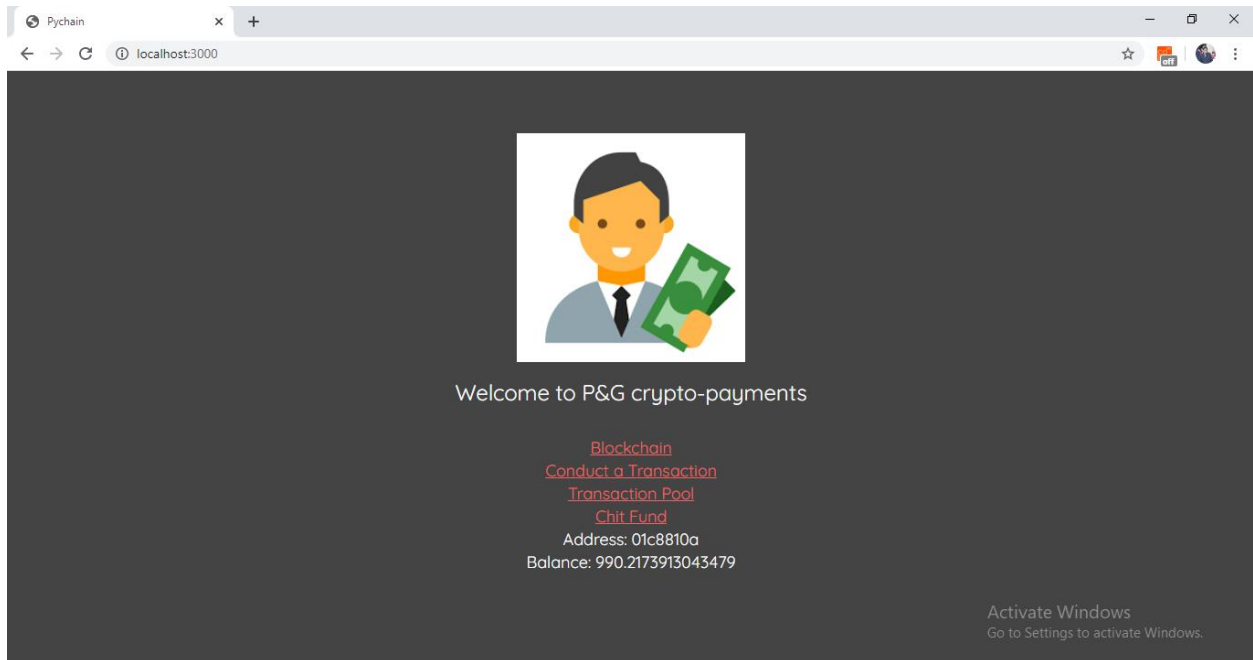 Pychain
localhost:3000
off
Welcome to P&G crypto-payments
Blockchain
Conduct a Transaction
Transaction Pool
Chit Fund
Address: 01c8810a
Balance: 990.2173913043479
Activate Windows
Go to Settings to activate Windows.